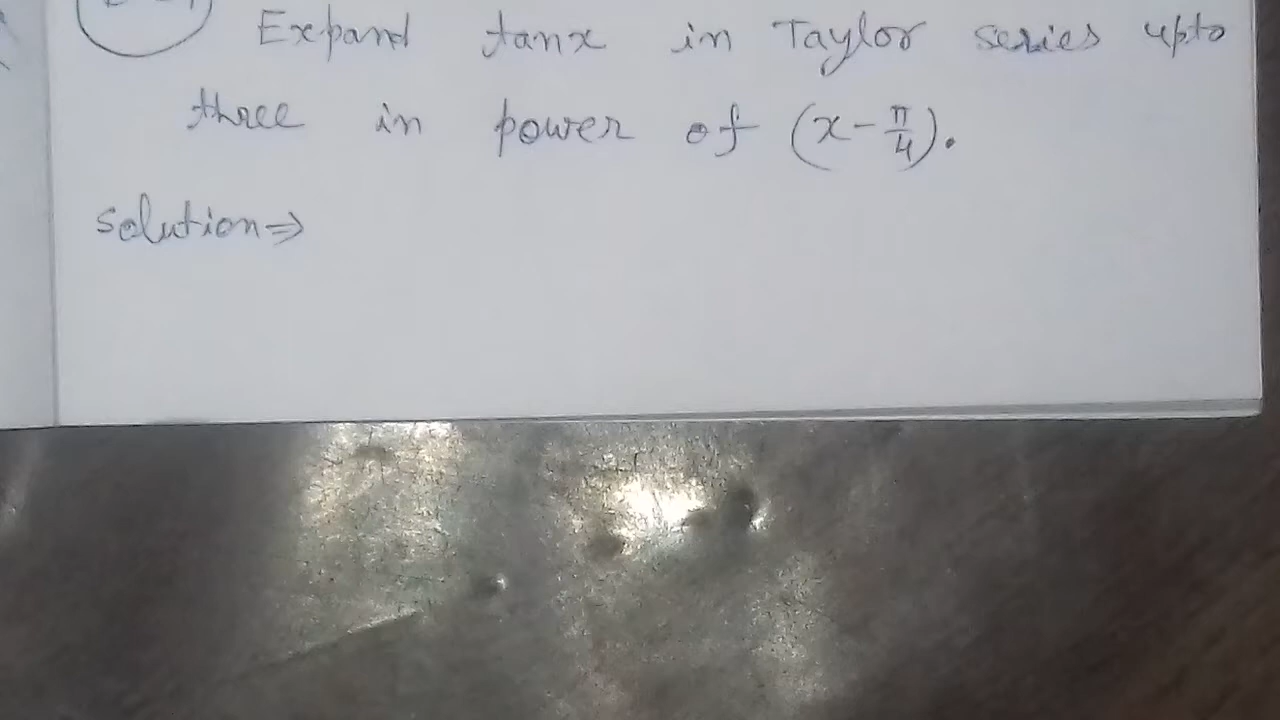 Expand tanx in Taylor series upto
three in power of (x-π/4).
Solution⇒